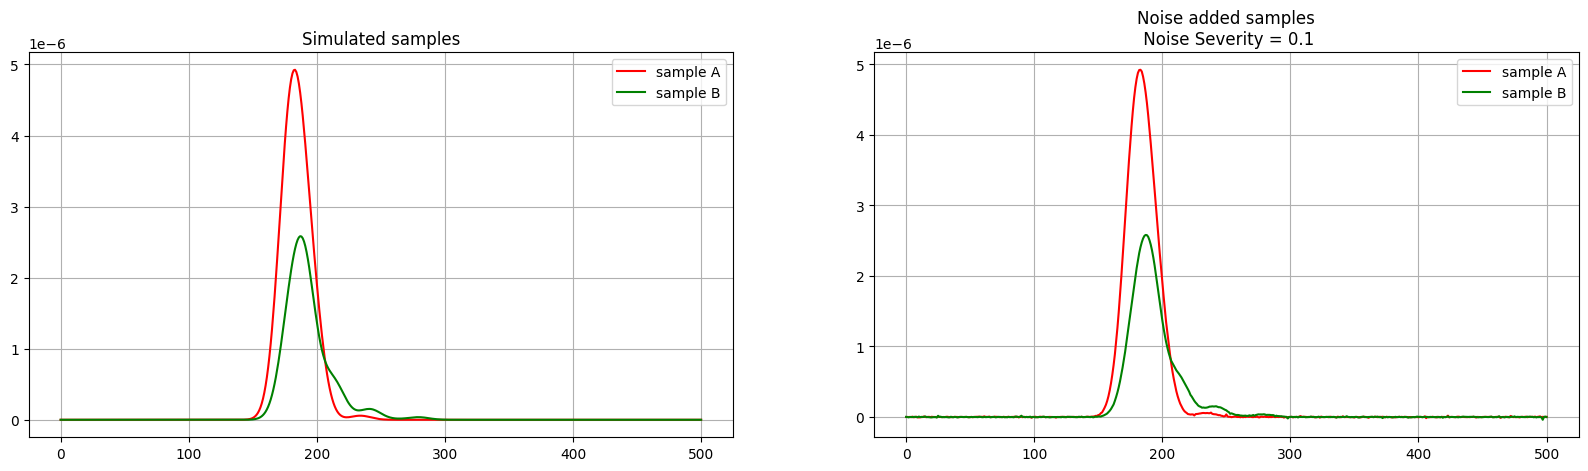 Simulated samples
1e−6
sample A
sample B
5
4
3
2
1
0
0 100 200 300 400 500
Noise added samples
Noise Severity = 0.1
1e−6
sample A
sample B
5
4
3
2
1
0
0 100 200 300 400 500